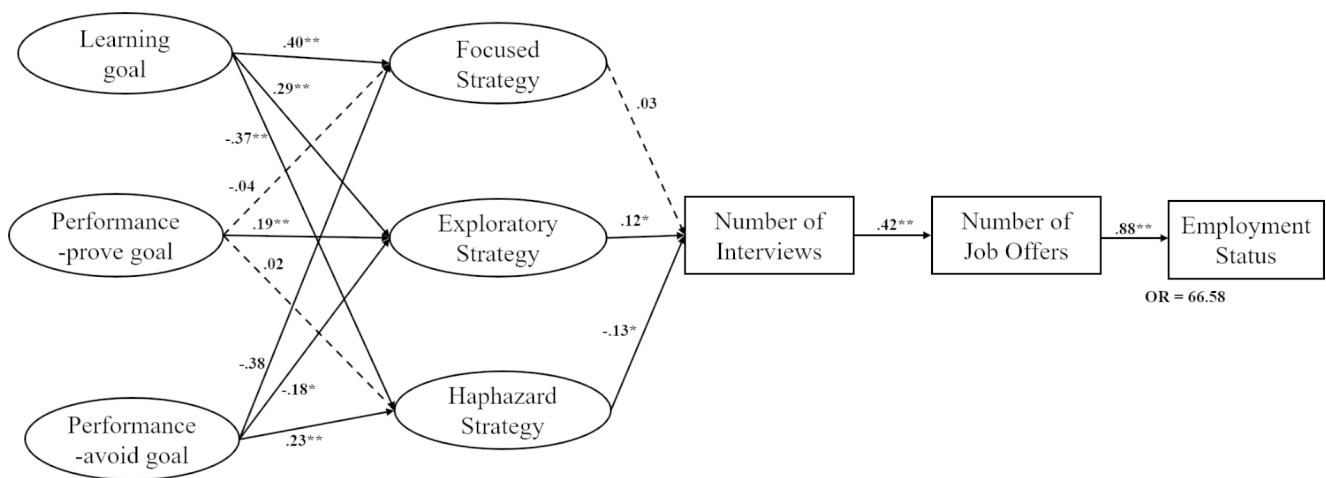 Learning
goal
Performance
-prove goal
Performance
-avoid goal
.40**
.29**
-.37**
-.04
.19**
.02
-.38
-.18*
.23**
Focused
Strategy
Exploratory
Strategy
Haphazard
Strategy
.03
.12*
-.13*
Number of
Interviews
.42**
Number of
Job Offers
.88**
Employment
Status
OR = 66.58